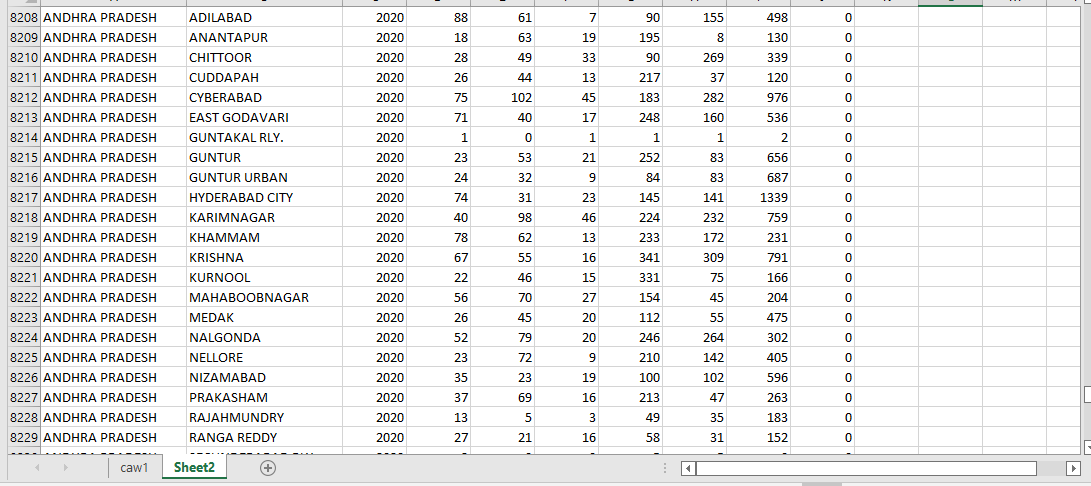 8208 ANDHRA PRADESH ADILABAD 2020 88 61 7 90 155 498 0
8209 ANDHRA PRADESH ANANTAPUR 2020 18 63 19 195 8 130 0
8210 ANDHRA PRADESH CHITTOOR 2020 28 49 33 90 269 339 0
8211 ANDHRA PRADESH CUDDAPAH 2020 26 44 13 217 37 120 0
8212 ANDHRA PRADESH CYBERABAD 2020 75 102 45 183 282 976 0
8213 ANDHRA PRADESH EAST GODAVARI 2020 71 40 17 248 160 536 0
8214 ANDHRA PRADESH GUNTAKAL RLY. 2020 1 0 1 1 1 2 0
8215 ANDHRA PRADESH GUNTUR 2020 23 53 21 252 83 656 0
8216 ANDHRA PRADESH GUNTUR URBAN 2020 24 32 9 84 83 687 0
8217 ANDHRA PRADESH HYDERABAD CITY 2020 74 31 23 145 141 1339 0
8218 ANDHRA PRADESH KARIMNAGAR 2020 40 98 46 224 232 759 0
8219 ANDHRA PRADESH KHAMMAM 2020 78 62 13 233 172 231 0
8220 ANDHRA PRADESH KRISHNA 2020 67 55 16 341 309 791 0
8221 ANDHRA PRADESH KURNOOL 2020 22 46 15 331 75 166 0
8222 ANDHRA PRADESH MAHABOOBNAGAR 2020 56 70 27 154 45 204 0
8223 ANDHRA PRADESH MEDAK 2020 26 45 20 112 55 475 0
8224 ANDHRA PRADESH NALGONDA 2020 52 79 20 246 264 302 0
8225 ANDHRA PRADESH NELLORE 2020 23 72 9 210 142 405 0
8226 ANDHRA PRADESH NIZAMABAD 2020 35 23 19 100 102 596 0
8227 ANDHRA PRADESH PRAKASHAM 2020 37 69 16 213 47 263 0
8228 ANDHRA PRADESH RAJAHMUNDRY 2020 13 5 3 49 35 183 0
8229 ANDHRA PRADESH RANGA REDDY 2020 27 21 16 58 31 152 0
caw1 Sheet2